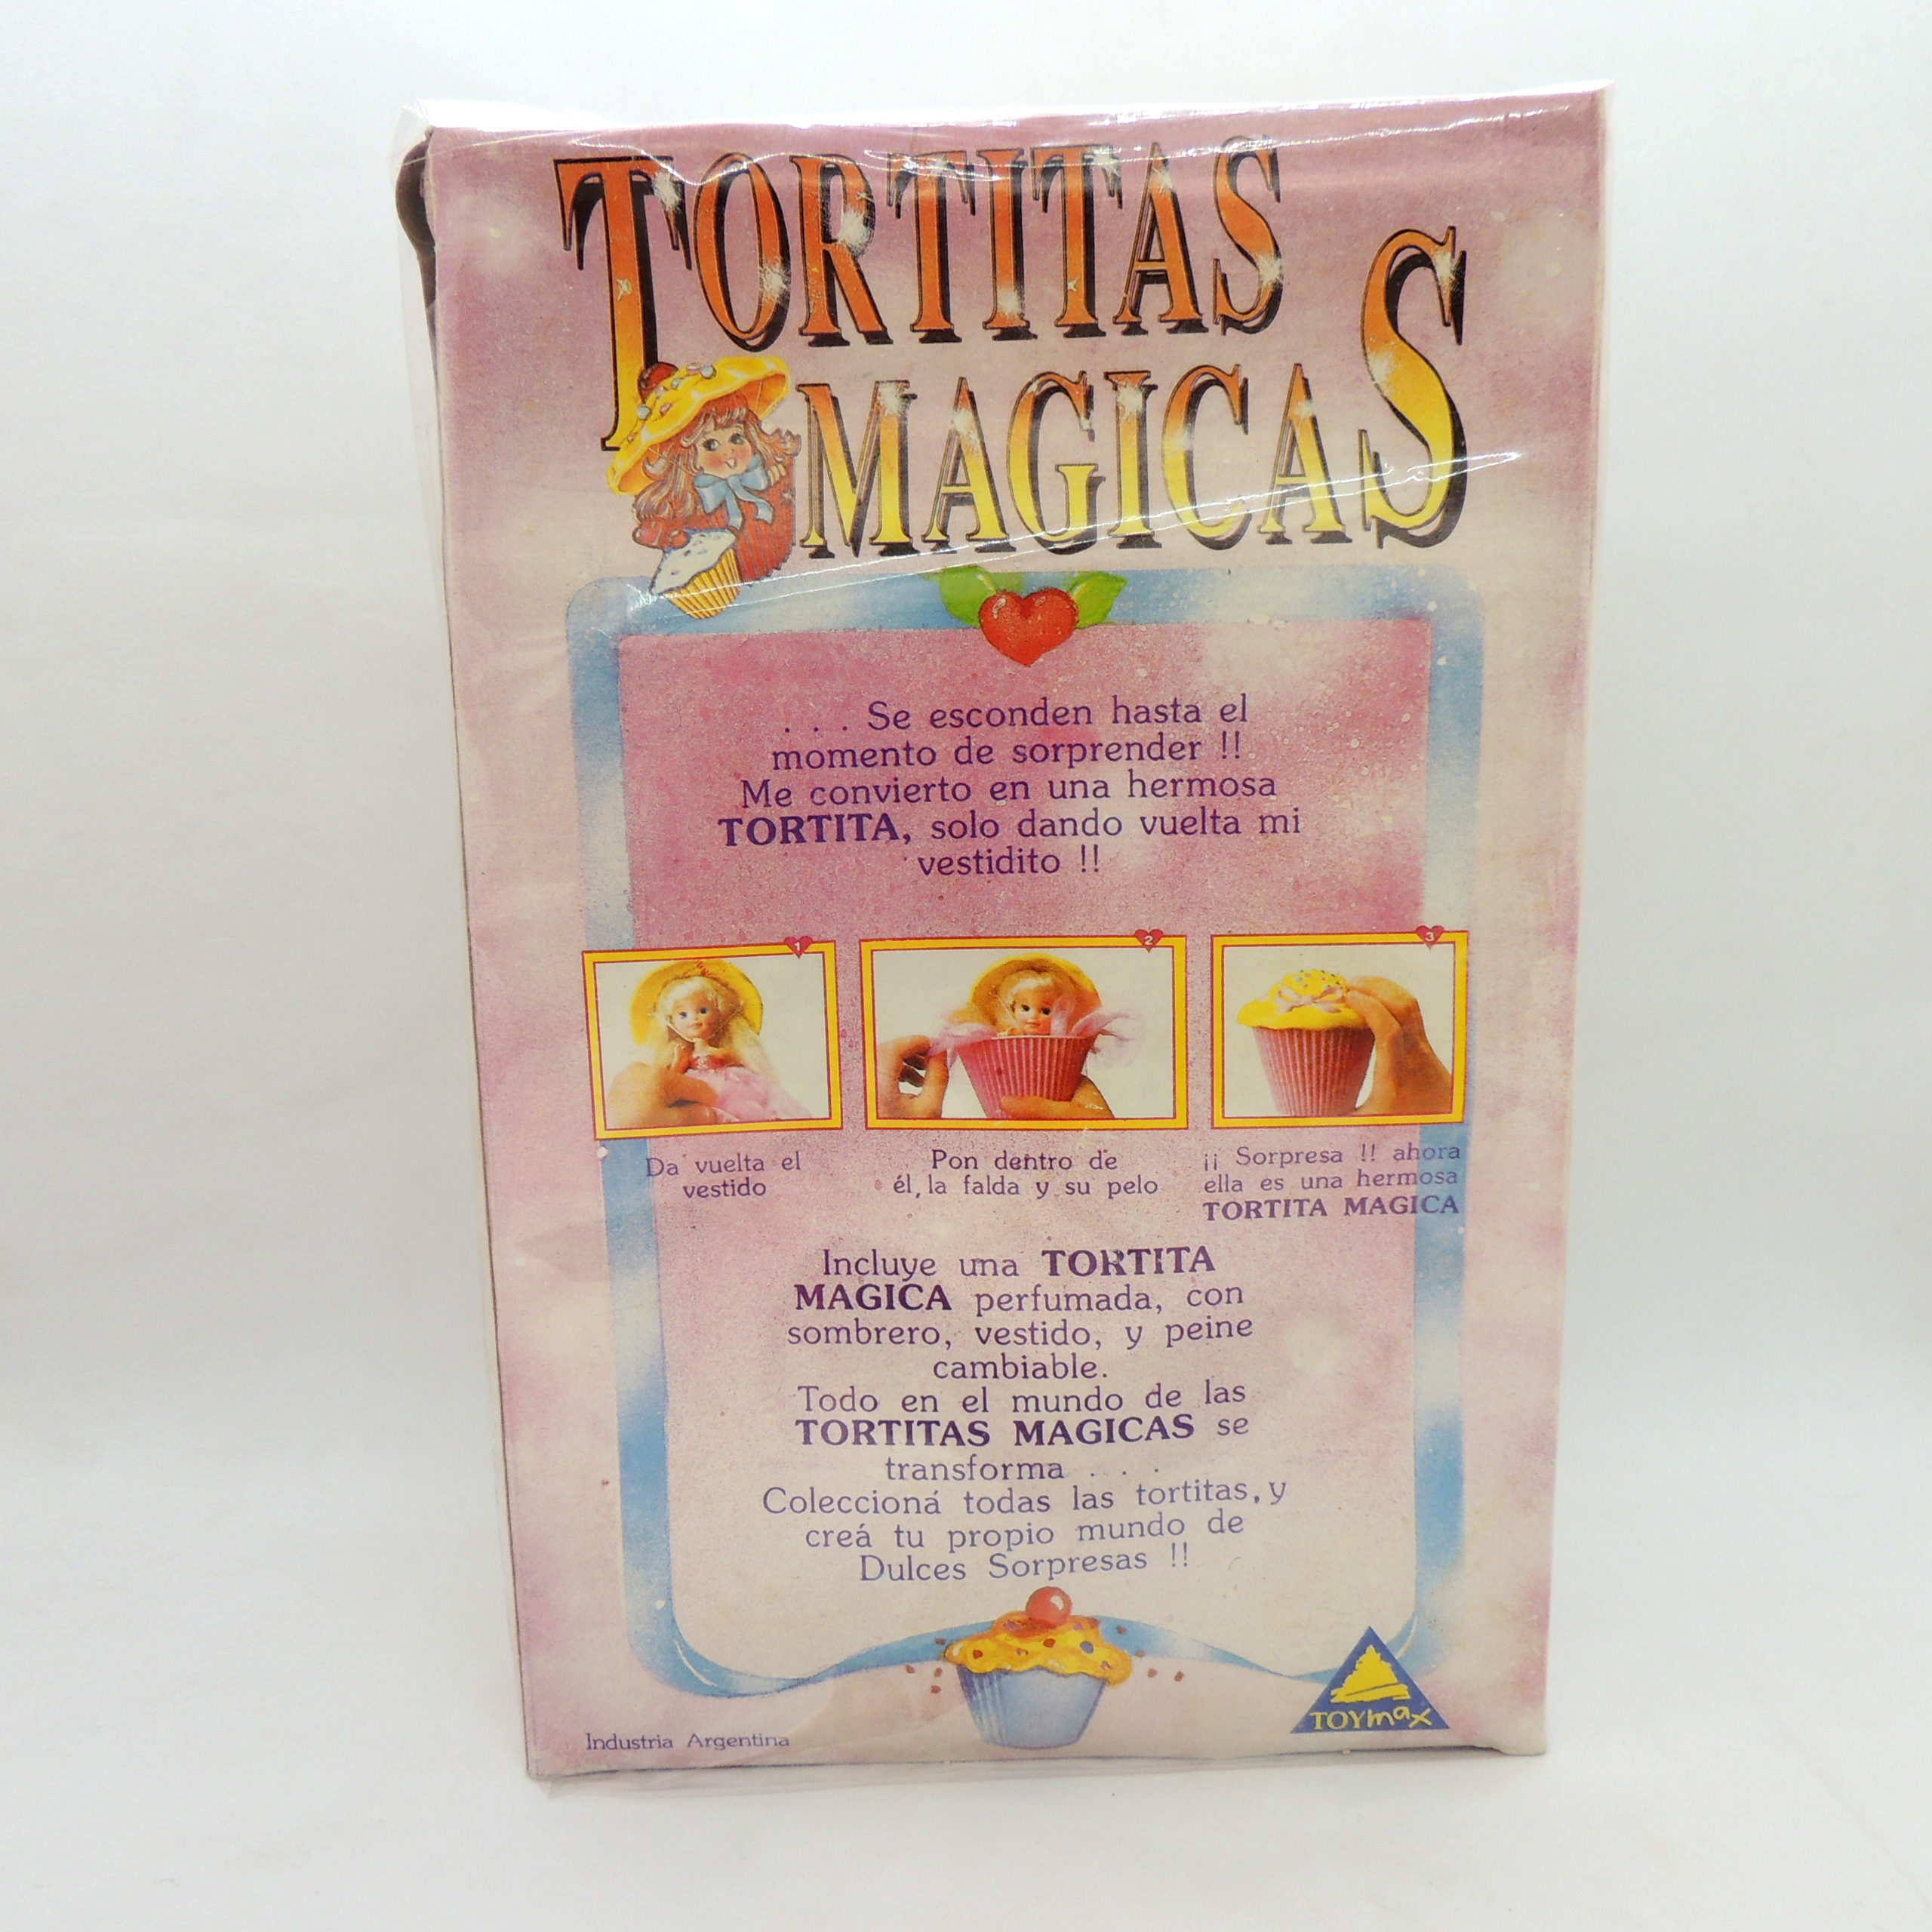 TORTITAS
MAGICAS
. . . Se esconden hasta el
momento de sorprender !!
Me convierto en una hermosa
TORTITA, solo dando vuelta mi
vestidito !!
1
2
3
Da vuelta el
vestido
Pon dentro de
él, la falda y su pelo
¡¡ Sorpresa !! ahora
ella es una hermosa
TORTITA MAGICA
Incluye una TORTITA
MAGICA perfumada, con
sombrero, vestido, y peine
cambiable.
Todo en el mundo de las
TORTITAS MAGICAS se
transforma . . .
Coleccioná todas las tortitas, y
creá tu propio mundo de
Dulces Sorpresas !!
Industria Argentina
TOYmax